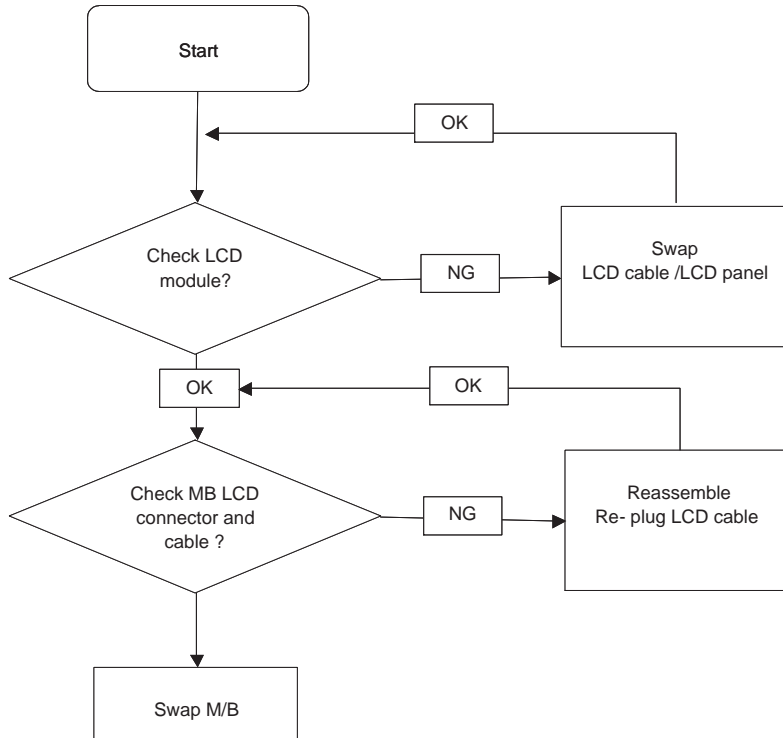 Start
OK
Check LCD
module?
NG
Swap
LCD cable /LCD panel
OK
OK
Check MB LCD
connector and
cable ?
NG
Reassemble
Re- plug LCD cable
Swap M/B